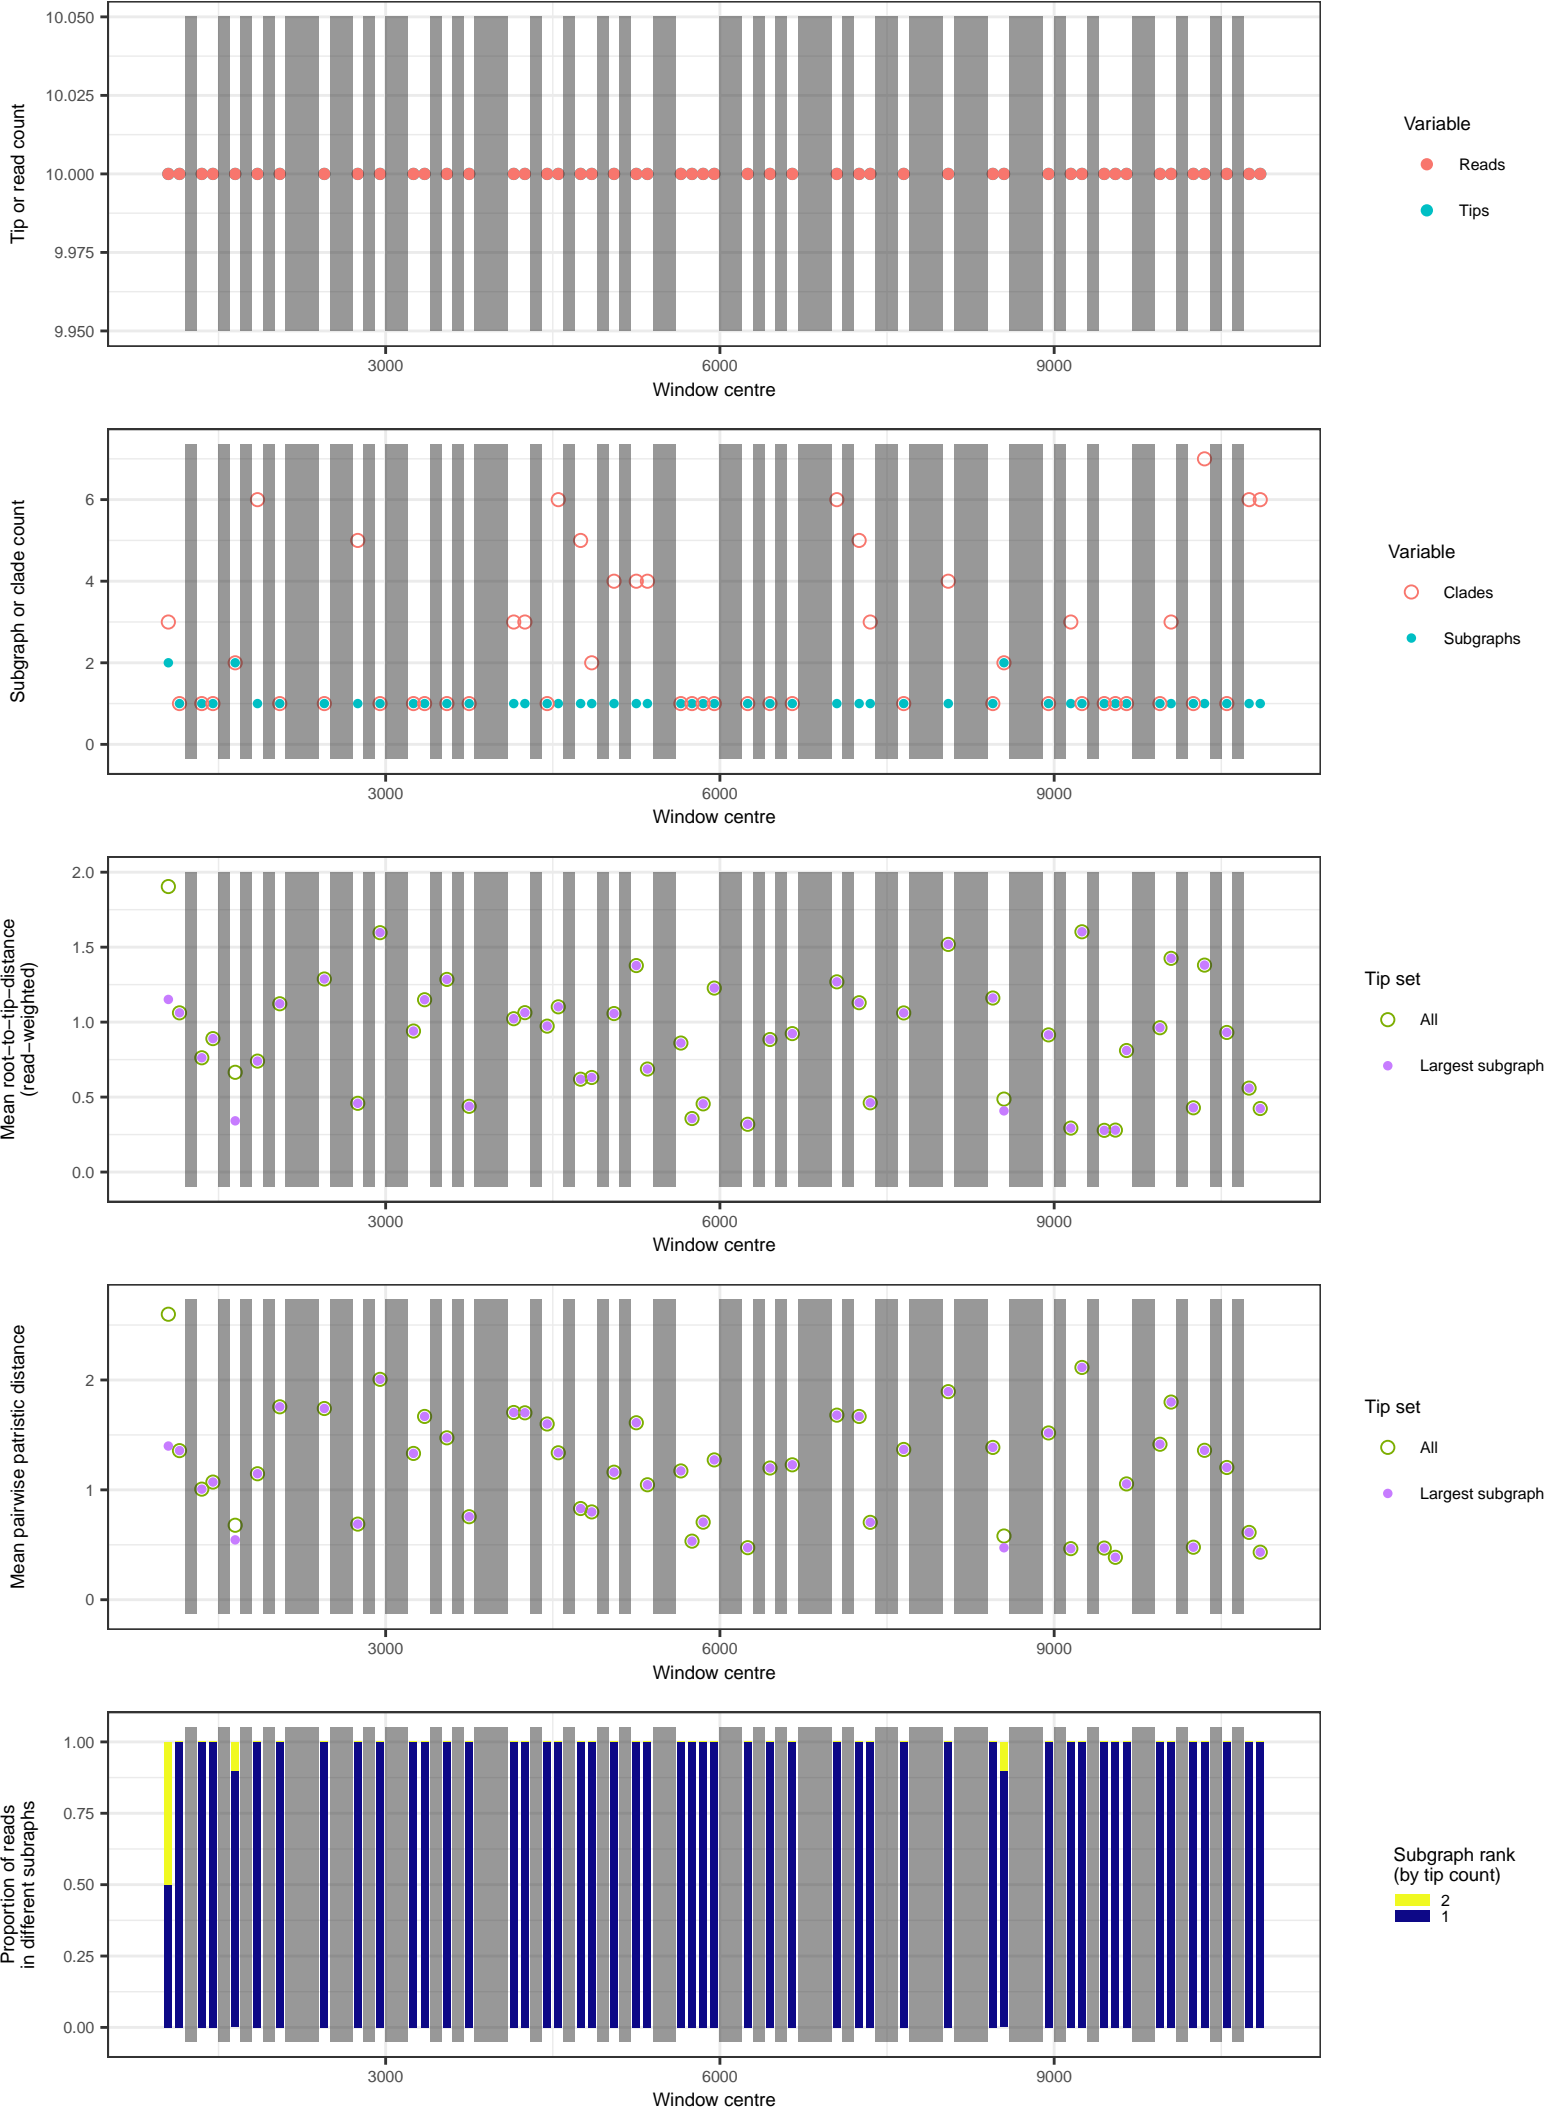 10.050
10.025
10.000
9.975
9.950
Tip or read count
3000
6000
9000
Window centre
Variable
Reads
Tips
6
4
2
0
Subgraph or clade count
3000
6000
9000
Window centre
Variable
Clades
Subgraphs
2.0
1.5
1.0
0.5
0.0
Mean root−to−tip−distance
(read−weighted)
3000
6000
9000
Window centre
Tip set
All
Largest subgraph
2
1
0
Mean pairwise patristic distance
3000
6000
9000
Window centre
Tip set
All
Largest subgraph
1.00
0.75
0.50
0.25
0.00
Proportion of reads
in different subraphs
3000
6000
9000
Window centre
Subgraph rank
(by tip count)
2
1